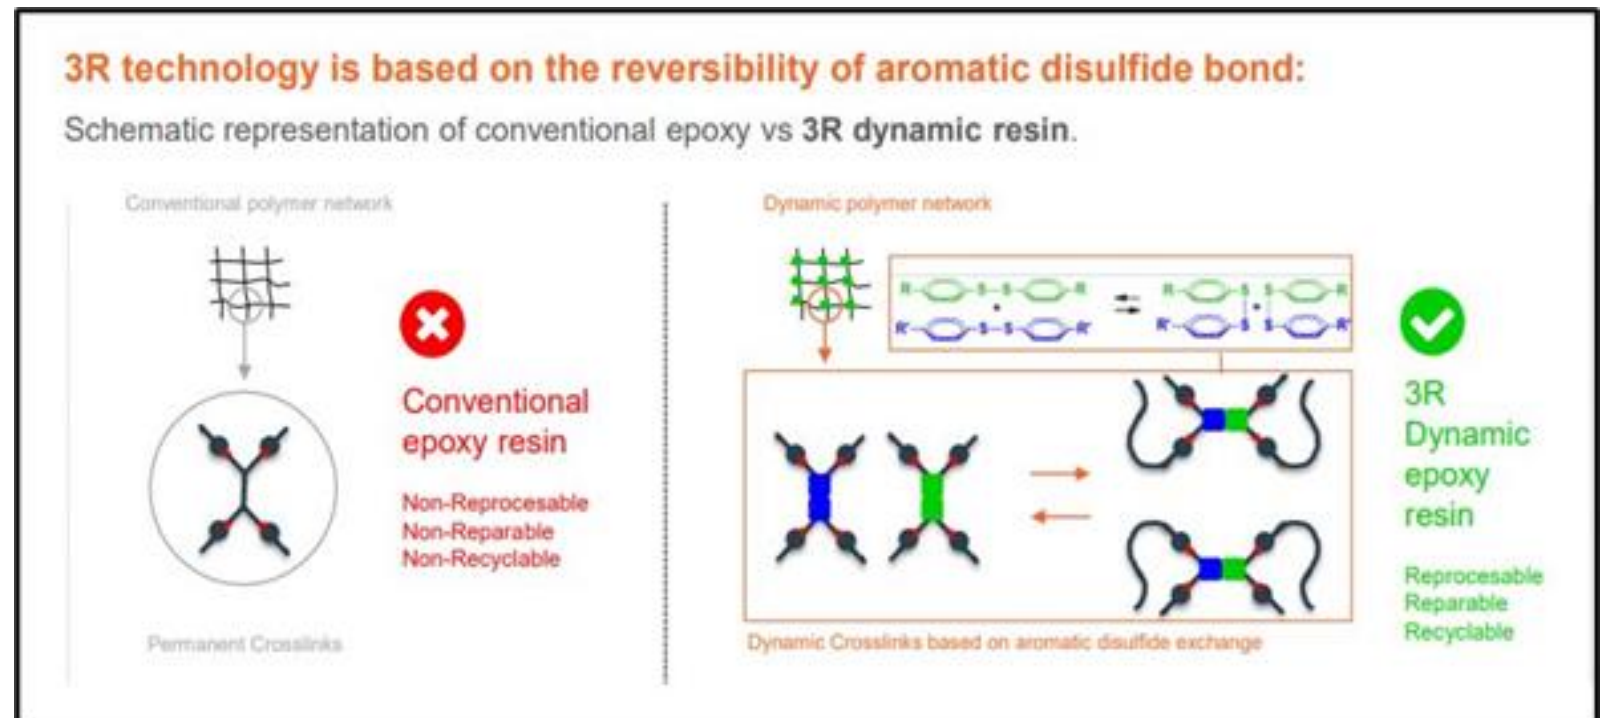 3R technology is based on the reversibility of aromatic disulfide bond:
Schematic representation of conventional epoxy vs 3R dynamic resin.
Conventional polymer network
Conventional
epoxy resin
Non-Reprocesable
Non-Reparable
Non-Recyclable
Permanent Crosslinks
Dynamic polymer network
R S S R R S S R
R' S S R' R' S S R'
3R
Dynamic
epoxy
resin
Reprocesable
Reparable
Recyclable
Dynamic Crosslinks based on aromatic disulfide exchange